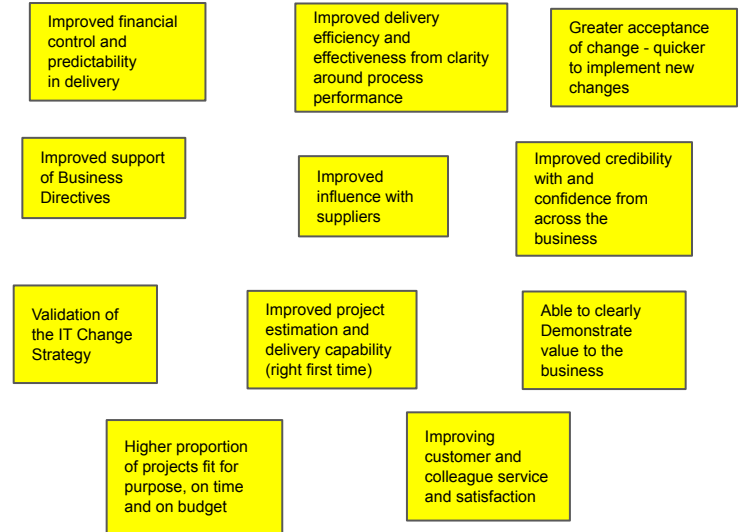 Improved financial
control and
predictability
in delivery
Improved delivery
efficiency and
effectiveness from clarity
around process
performance
Greater acceptance
of change - quicker
to implement new
changes
Improved support
of Business
Directives
Improved
influence with
suppliers
Improved credibility
with and
confidence from
across the
business
Validation of
the IT Change
Strategy
Improved project
estimation and
delivery capability
(right first time)
Able to clearly
Demonstrate
value to the
business
Higher proportion
of projects fit for
purpose, on time
and on budget
Improving
customer and
colleague service
and satisfaction